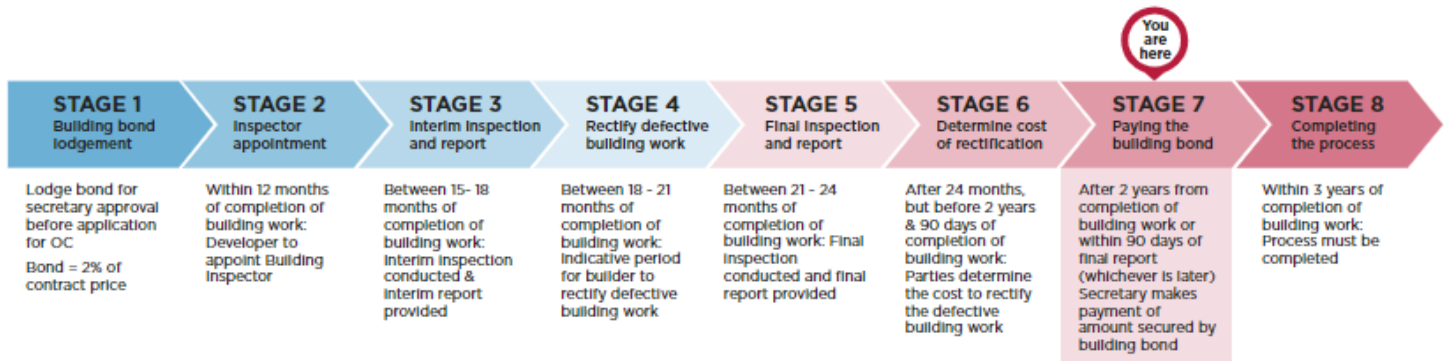 You
are
here
STAGE 1
Building bond
lodgement
STAGE 2
Inspector
appointment
STAGE 3
Interim Inspection
and report
STAGE 4
Rectify defective
building work
STAGE 5
Final Inspection
and report
STAGE 6
Determine cost
of rectification
STAGE 7
Paying the
building bond
STAGE 8
Completing
the process
Lodge bond for
secretary approval
before application
for OC
Bond = 2% of
contract price
Within 12 months
of completion of
building work:
Developer to
appoint Building
Inspector
Between 15- 18
months of
completion of
building work:
Interim inspection
conducted &
interim report
provided
Between 18 - 21
months of
completion of
building work:
Indicative period
for builder to
rectify defective
building work
Between 21 - 24
months of
completion of
building work: Final
inspection
conducted and final
report provided
After 24 months,
but before 2 years
& 90 days of
completion of
building work:
Parties determine
the cost to rectify
the defective
building work
After 2 years from
completion of
building work or
within 90 days of
final report
(whichever is later)
Secretary makes
payment of
amount secured by
building bond
Within 3 years of
completion of
building work:
Process must be
completed